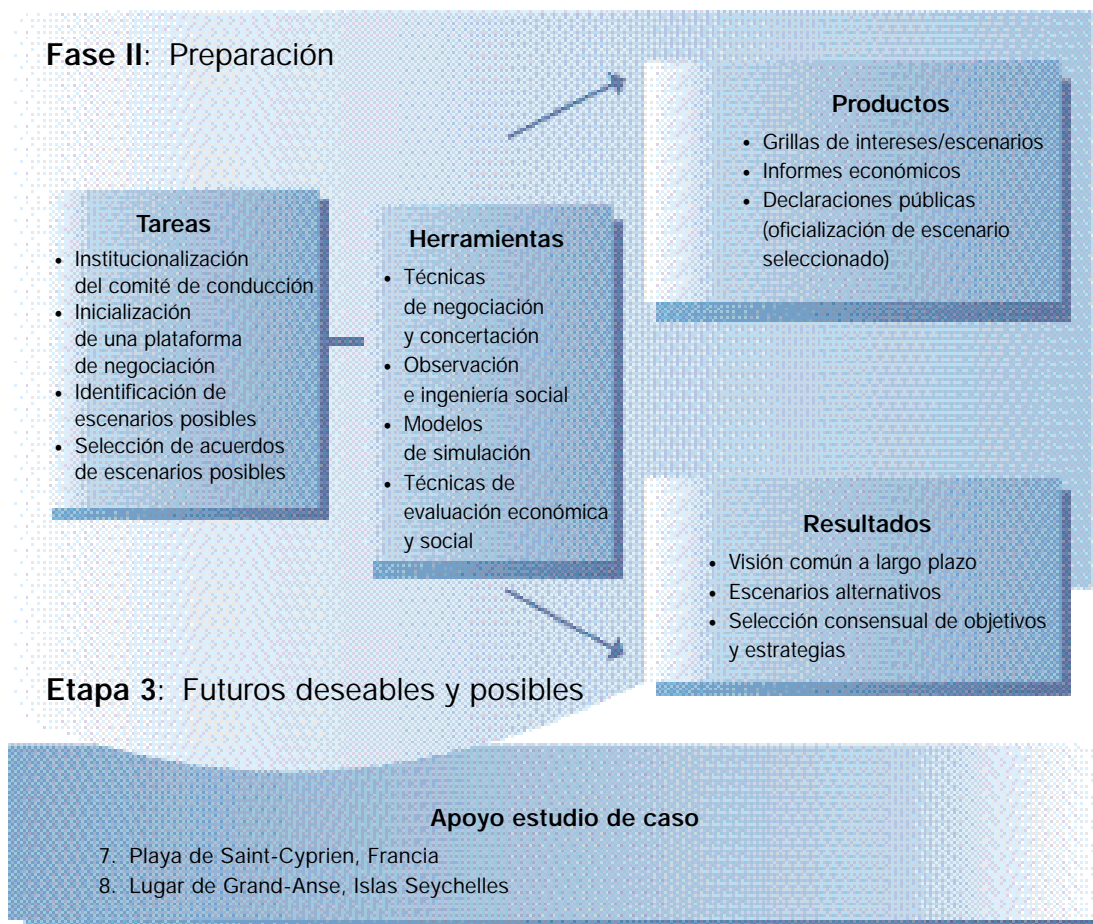 Fase II: Preparación
Tareas
• Institucionalización
del comité de conducción
• Inicialización
de una plataforma
de negociación
• Identificación de
escenarios posibles
• Selección de acuerdos
de escenarios posibles
Herramientas
• Técnicas
de negociación
y concertación
• Observación
e ingeniería social
• Modelos
de simulación
• Técnicas de
evaluación económica
y social
Productos
• Grillas de intereses/escenarios
• Informes económicos
• Declaraciones públicas
(oficialización de escenario
seleccionado)
Resultados
• Visión común a largo plazo
• Escenarios alternativos
• Selección consensual de objetivos
y estrategias
Etapa 3: Futuros deseables y posibles
Apoyo estudio de caso
7. Playa de Saint-Cyprien, Francia
8. Lugar de Grand-Anse, Islas Seychelles